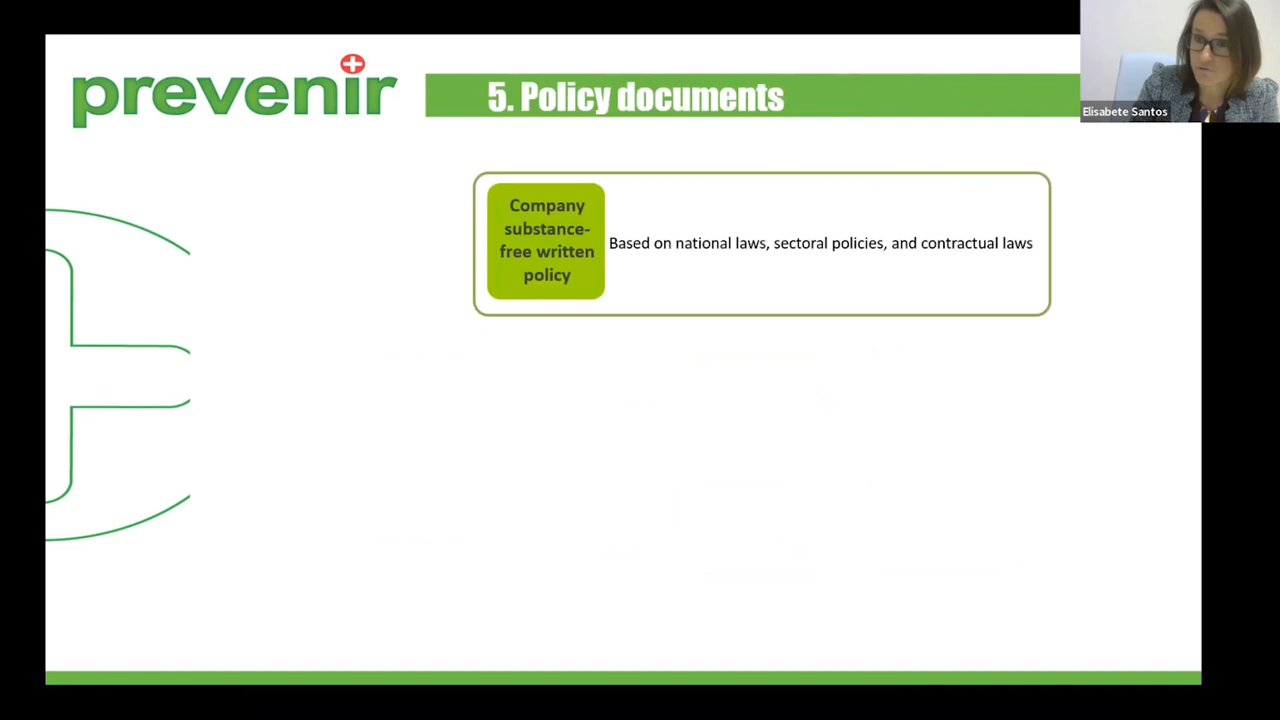 prevenir
5. Policy documents
Elisabete Santos
Company
substance-
free written
policy
Based on national laws, sectoral policies, and contractual laws